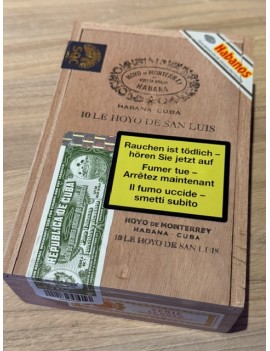 Habanos
HOYO DE MONTERREY
HABANA
HABANA · CUBA
10 LE HOYO DE SAN LUIS
Rauchen ist tödlich –
hören Sie jetzt auf
Fumer tue –
Arrêtez maintenant
Il fumo uccide –
smetti subito
REPUBLICA DE CUBA
HOYO DE MONTERREY
HABANA · CUBA
10 LE HOYO DE SAN LUIS